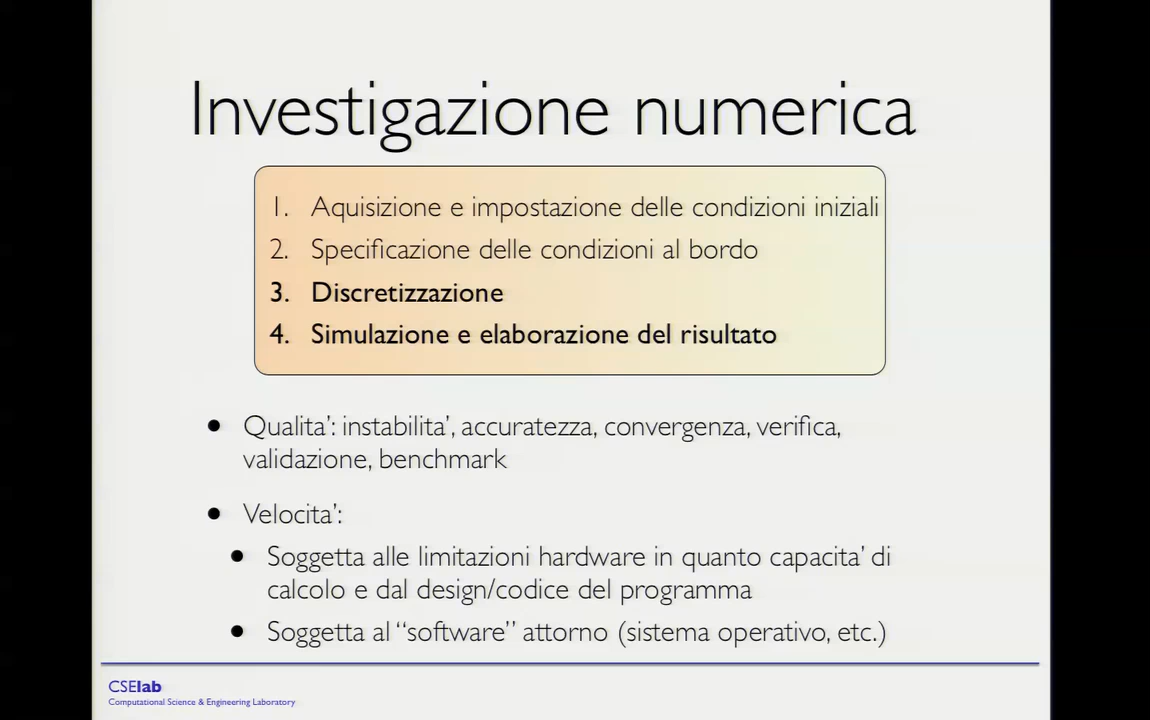 Investigazione numerica
1. Aquisizione e impostazione delle condizioni iniziali
2. Specificazione delle condizioni al bordo
3. Discretizzazione
4. Simulazione e elaborazione del risultato
• Qualita’: instabilita’, accuratezza, convergenza, verifica,
validazione, benchmark
• Velocita’:
• Soggetta alle limitazioni hardware in quanto capacita’ di
calcolo e dal design/codice del programma
• Soggetta al “software” attorno (sistema operativo, etc.)
CSElab
Computational Science & Engineering Laboratory